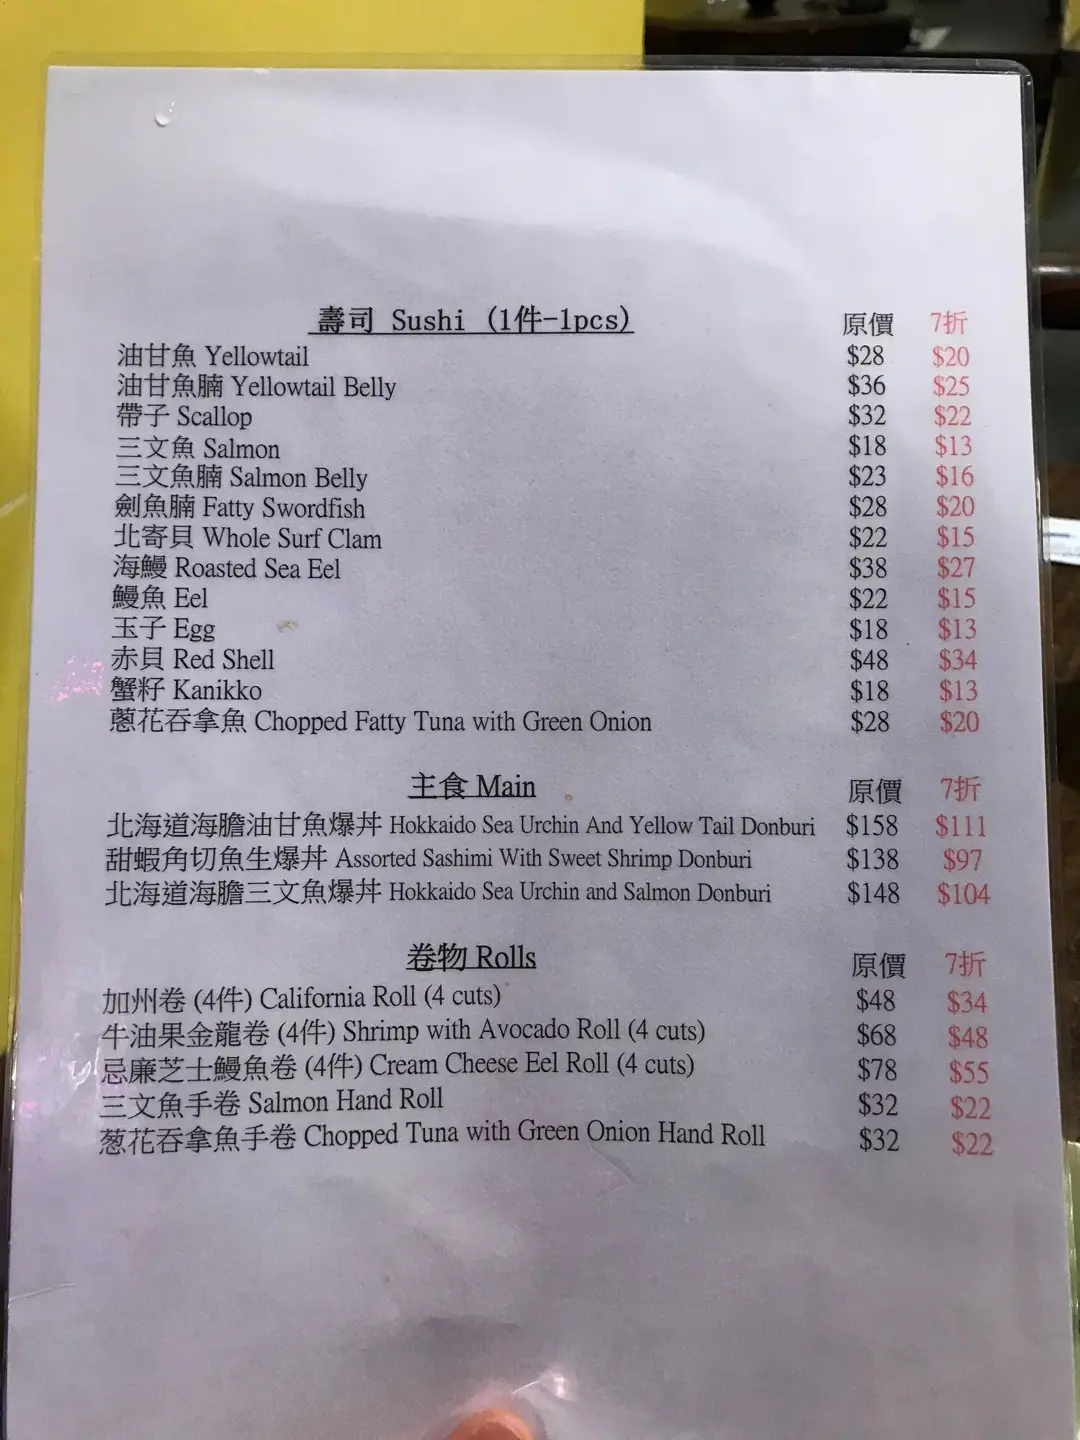 壽司 Sushi (1件-1pcs) 原價 7折
油甘魚 Yellowtail $28 $20
油甘魚腩 Yellowtail Belly $36 $25
帶子 Scallop $32 $22
三文魚 Salmon $18 $13
三文魚腩 Salmon Belly $23 $16
劍魚腩 Fatty Swordfish $28 $20
北寄貝 Whole Surf Clam $22 $15
海鰻 Roasted Sea Eel $38 $27
鰻魚 Eel $22 $15
玉子 Egg $18 $13
赤貝 Red Shell $48 $34
蟹籽 Kanikko $18 $13
蔥花吞拿魚 Chopped Fatty Tuna with Green Onion $28 $20
主食 Main 原價 7折
北海道海膽油甘魚爆丼 Hokkaido Sea Urchin And Yellow Tail Donburi $158 $111
甜蝦角切魚生爆丼 Assorted Sashimi With Sweet Shrimp Donburi $138 $97
北海道海膽三文魚爆丼 Hokkaido Sea Urchin and Salmon Donburi $148 $104
卷物 Rolls 原價 7折
加州卷 (4件) California Roll (4 cuts) $48 $34
牛油果金龍卷 (4件) Shrimp with Avocado Roll (4 cuts) $68 $48
忌廉芝士鰻魚卷 (4件) Cream Cheese Eel Roll (4 cuts) $78 $55
三文魚手卷 Salmon Hand Roll $32 $22
葱花吞拿魚手卷 Chopped Tuna with Green Onion Hand Roll $32 $22